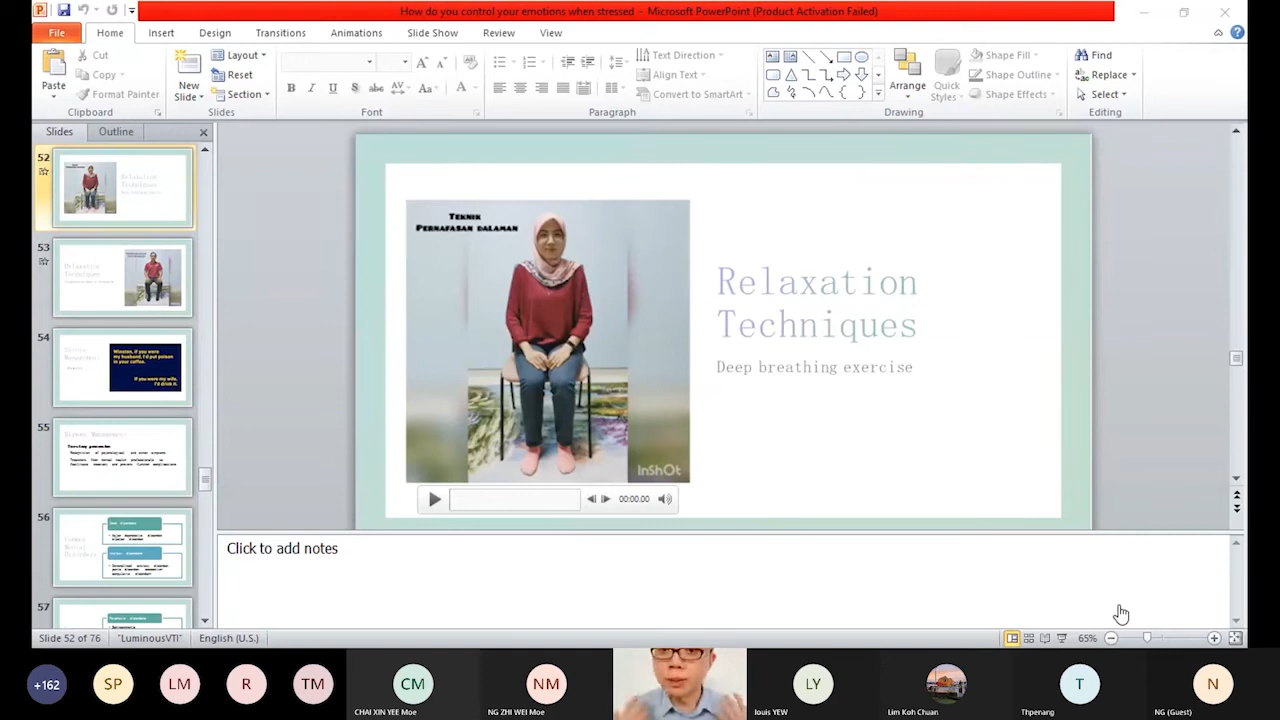 How do you control your emotions when stressed - Microsoft PowerPoint (Product Activation Failed)
File Home Insert Design Transitions Animations Slide Show Review View
Paste
Cut
Copy
Format Painter
Clipboard
New Slide
Layout
Reset
Section
Slides
Font
Text Direction
Align Text
Convert to SmartArt
Paragraph
Arrange
Quick Styles
Shape Fill
Shape Outline
Shape Effects
Drawing
Find
Replace
Select
Editing
Slides Outline
52
Relaxation
Techniques
53
Relaxation
Techniques
54
Winston, if you were
my husband, I'd put poison
in your coffee.
If you were my wife,
I'd drink it.
55
56
57
TEKNIK
PERNAFASAN DALAMAN
InShOt
00:00.00
Relaxation
Techniques
Deep breathing exercise
Click to add notes
Slide 52 of 76 "LuminousVTI" English (U.S.) 65%
+162 SP LM R TM CM NM LY T N
CHAI XIN YEE Moe NG ZHI WEI Moe Jouis YEW Lim Koh Chuan Thpenang NG (Guest)